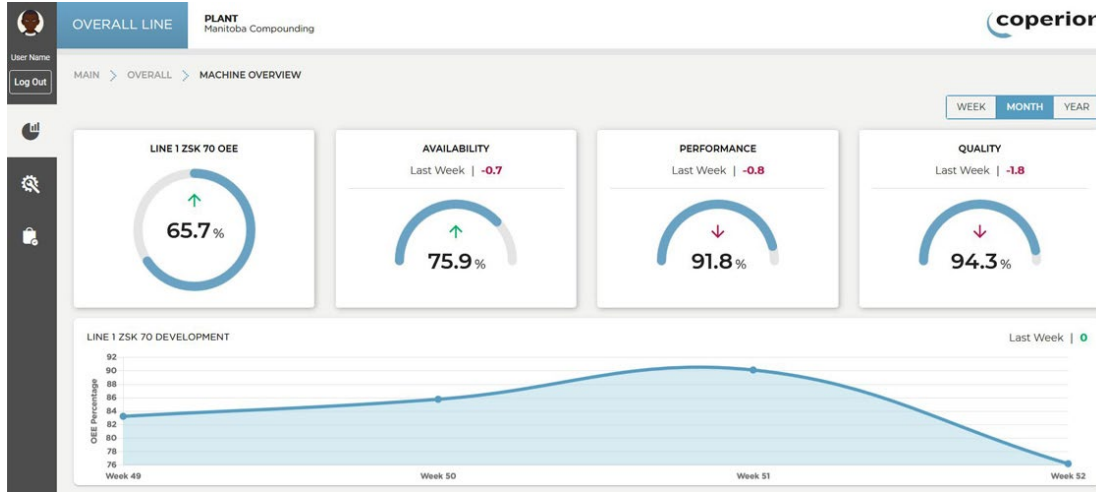 OVERALL LINE
PLANT
Manitoba Compounding
coperion
User Name
Log Out
MAIN > OVERALL > MACHINE OVERVIEW
WEEK MONTH YEAR
LINE 1 ZSK 70 OEE
65.7 %
AVAILABILITY
Last Week | -0.7
75.9 %
PERFORMANCE
Last Week | -0.8
91.8 %
QUALITY
Last Week | -1.8
94.3 %
LINE 1 ZSK 70 DEVELOPMENT
Last Week | 0
OEE Percentage
92
90
88
86
84
82
80
78
76
Week 49 Week 50 Week 51 Week 52